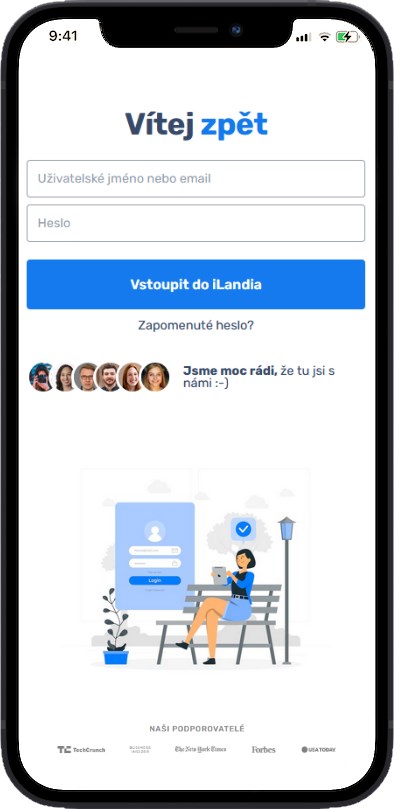 9:41
Vítej zpět
Uživatelské jméno nebo email
Heslo
Vstoupit do iLandia
Zapomenuté heslo?
Jsme moc rádi, že tu jsi s
námi :-)
Login
NAŠI PODPOROVATELÉ
TC TechCrunch
The New York Times
Forbes
USA TODAY